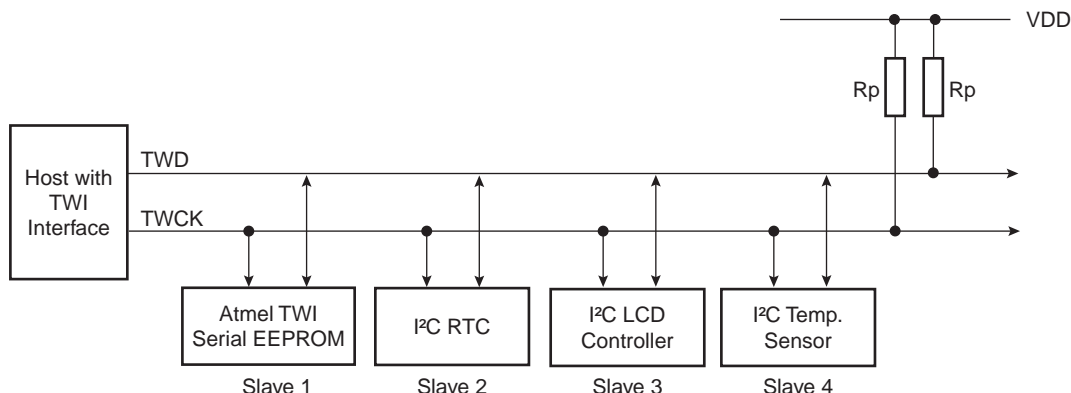 VDD
Rp
Rp
Host with
TWI
Interface
TWD
TWCK
Atmel TWI
Serial EEPROM
I²C RTC
I²C LCD
Controller
I²C Temp.
Sensor
Slave 1
Slave 2
Slave 3
Slave 4